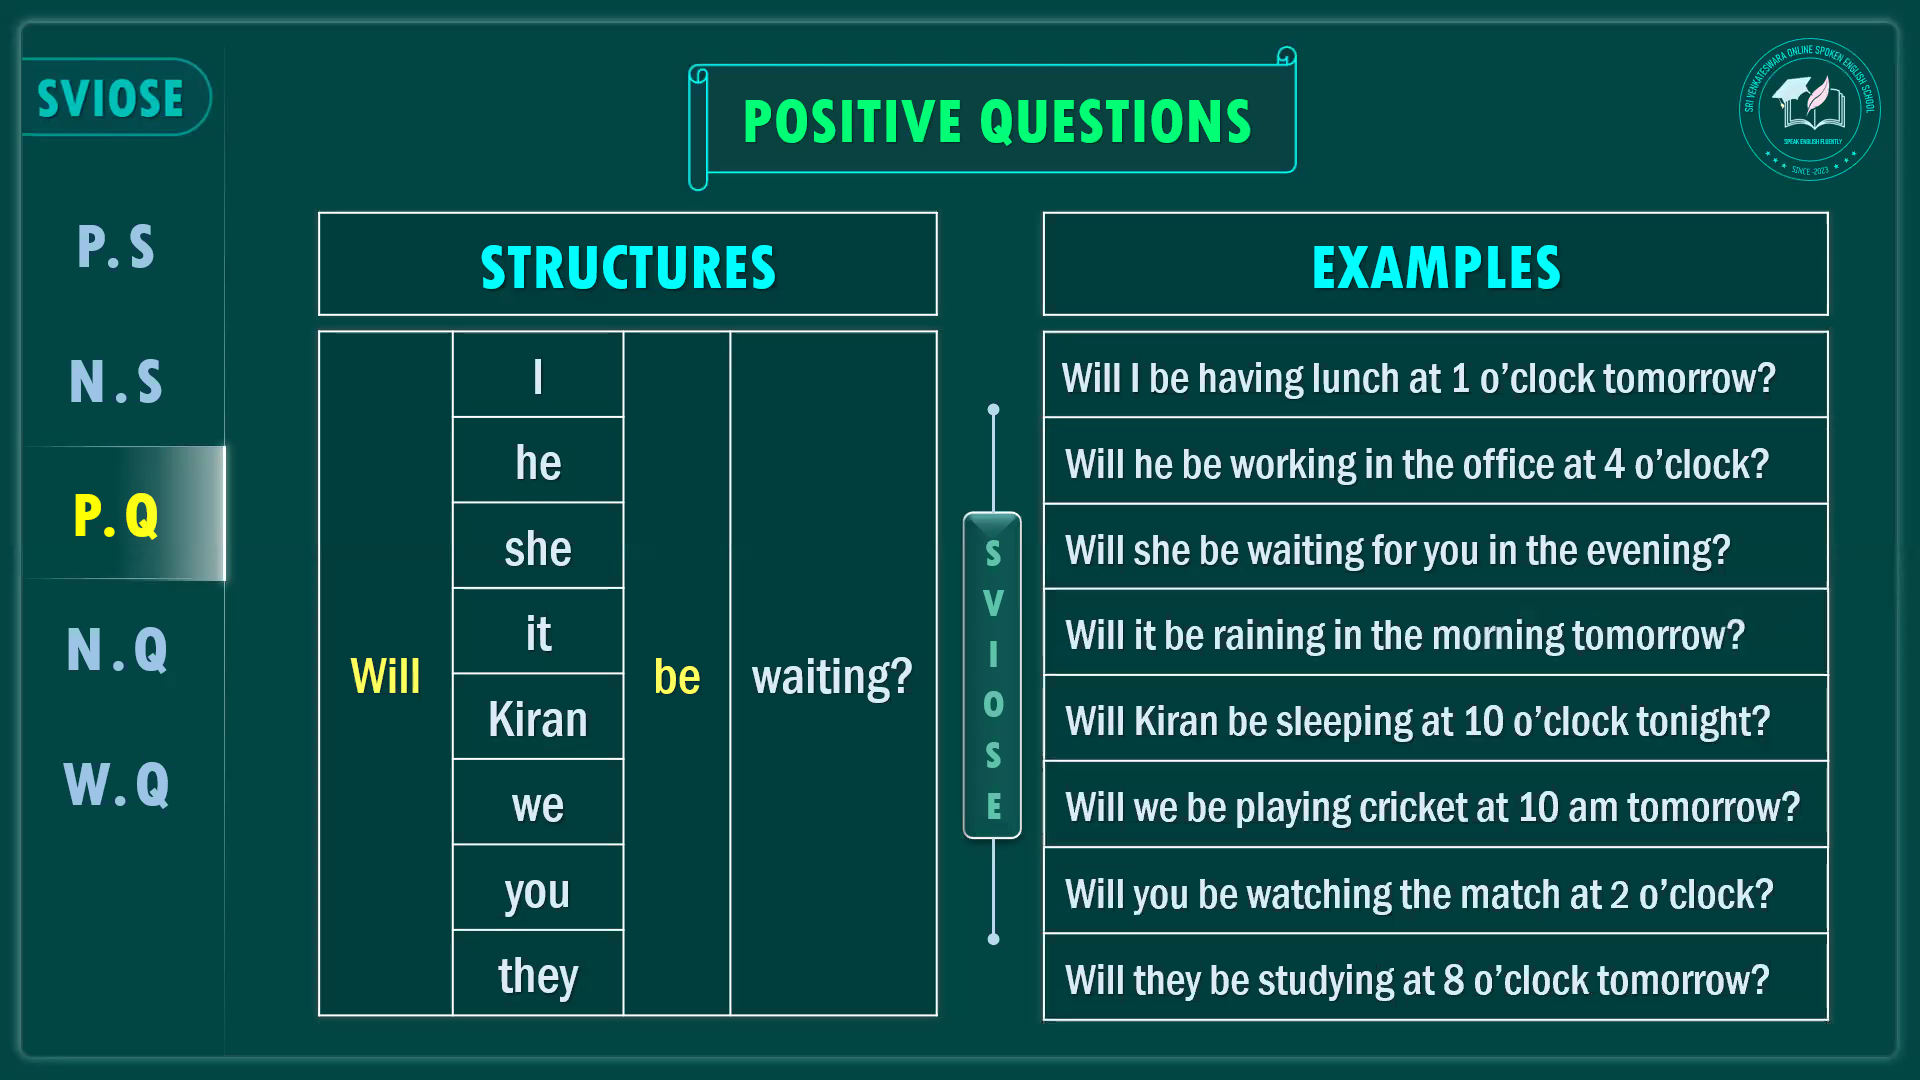 SVIOSE
POSITIVE QUESTIONS
SRI VENKATESWARA ONLINE SPOKEN ENGLISH SCHOOL
SPEAK ENGLISH FLUENTLY
SINCE -2023
P. S
N . S
P. Q
N . Q
W. Q
STRUCTURES
Will
I
he
she
it
Kiran
we
you
they
be
waiting?
S
V
I
O
S
E
EXAMPLES
Will I be having lunch at 1 o’clock tomorrow?
Will he be working in the office at 4 o’clock?
Will she be waiting for you in the evening?
Will it be raining in the morning tomorrow?
Will Kiran be sleeping at 10 o’clock tonight?
Will we be playing cricket at 10 am tomorrow?
Will you be watching the match at 2 o’clock?
Will they be studying at 8 o’clock tomorrow?